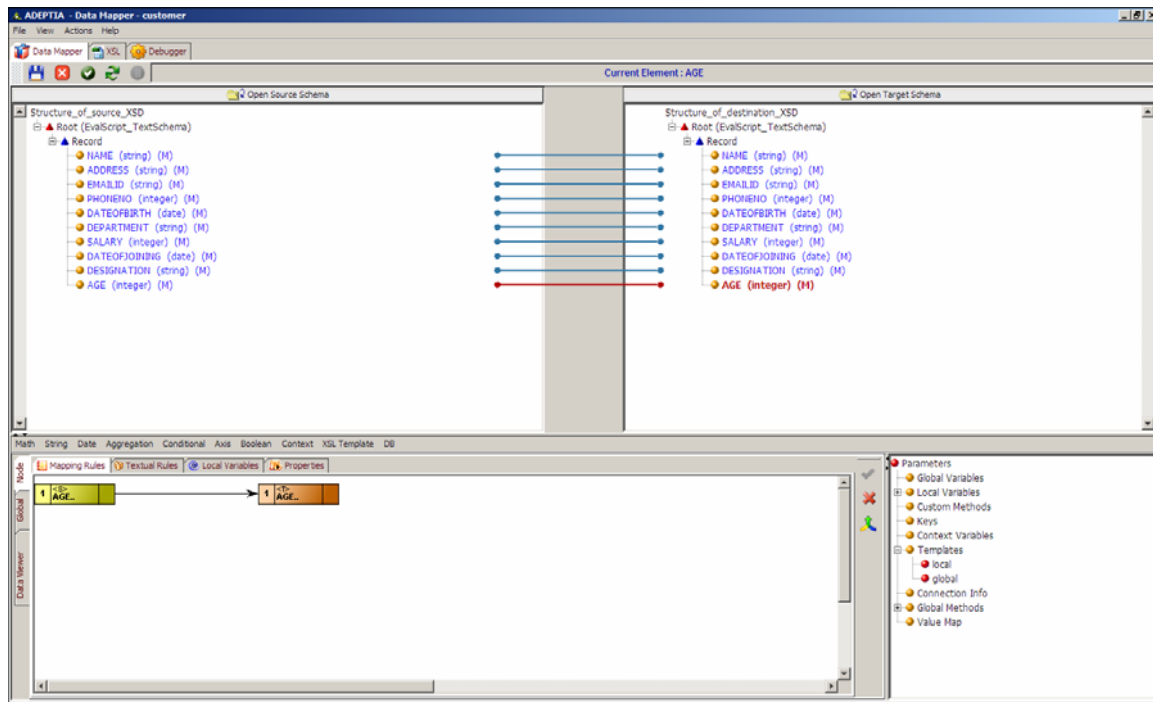 ADEPTIA - Data Mapper - customer
File View Actions Help
Data Mapper XSL Debugger
Current Element : AGE
Open Source Schema
Open Target Schema
Structure_of_source_XSD
Root (EvalScript_TextSchema)
Record
NAME (string) (M)
ADDRESS (string) (M)
EMAILID (string) (M)
PHONENO (integer) (M)
DATEOFBIRTH (date) (M)
DEPARTMENT (string) (M)
SALARY (integer) (M)
DATEOFJOINING (date) (M)
DESIGNATION (string) (M)
AGE (integer) (M)
Structure_of_destination_XSD
Root (EvalScript_TextSchema)
Record
NAME (string) (M)
ADDRESS (string) (M)
EMAILID (string) (M)
PHONENO (integer) (M)
DATEOFBIRTH (date) (M)
DEPARTMENT (string) (M)
SALARY (integer) (M)
DATEOFJOINING (date) (M)
DESIGNATION (string) (M)
AGE (integer) (M)
Math String Date Aggregation Conditional Axis Boolean Context XSL Template DB
Node
Global
Data Viewer
Mapping Rules Textual Rules Local Variables Properties
1 <S> AGE..
1 <T> AGE..
Parameters
Global Variables
Local Variables
Custom Methods
Keys
Context Variables
Templates
local
global
Connection Info
Global Methods
Value Map